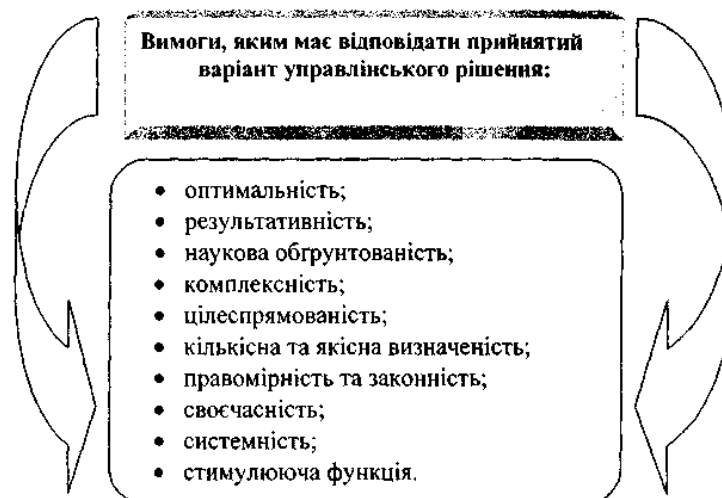 Вимоги, яким має відповідати прийнятий
варіант управлінського рішення:
• оптимальність;
• результативність;
• наукова обґрунтованість;
• комплексність;
• цілеспрямованість;
• кількісна та якісна визначеність;
• правомірність та законність;
• своєчасність;
• системність;
• стимулююча функція.